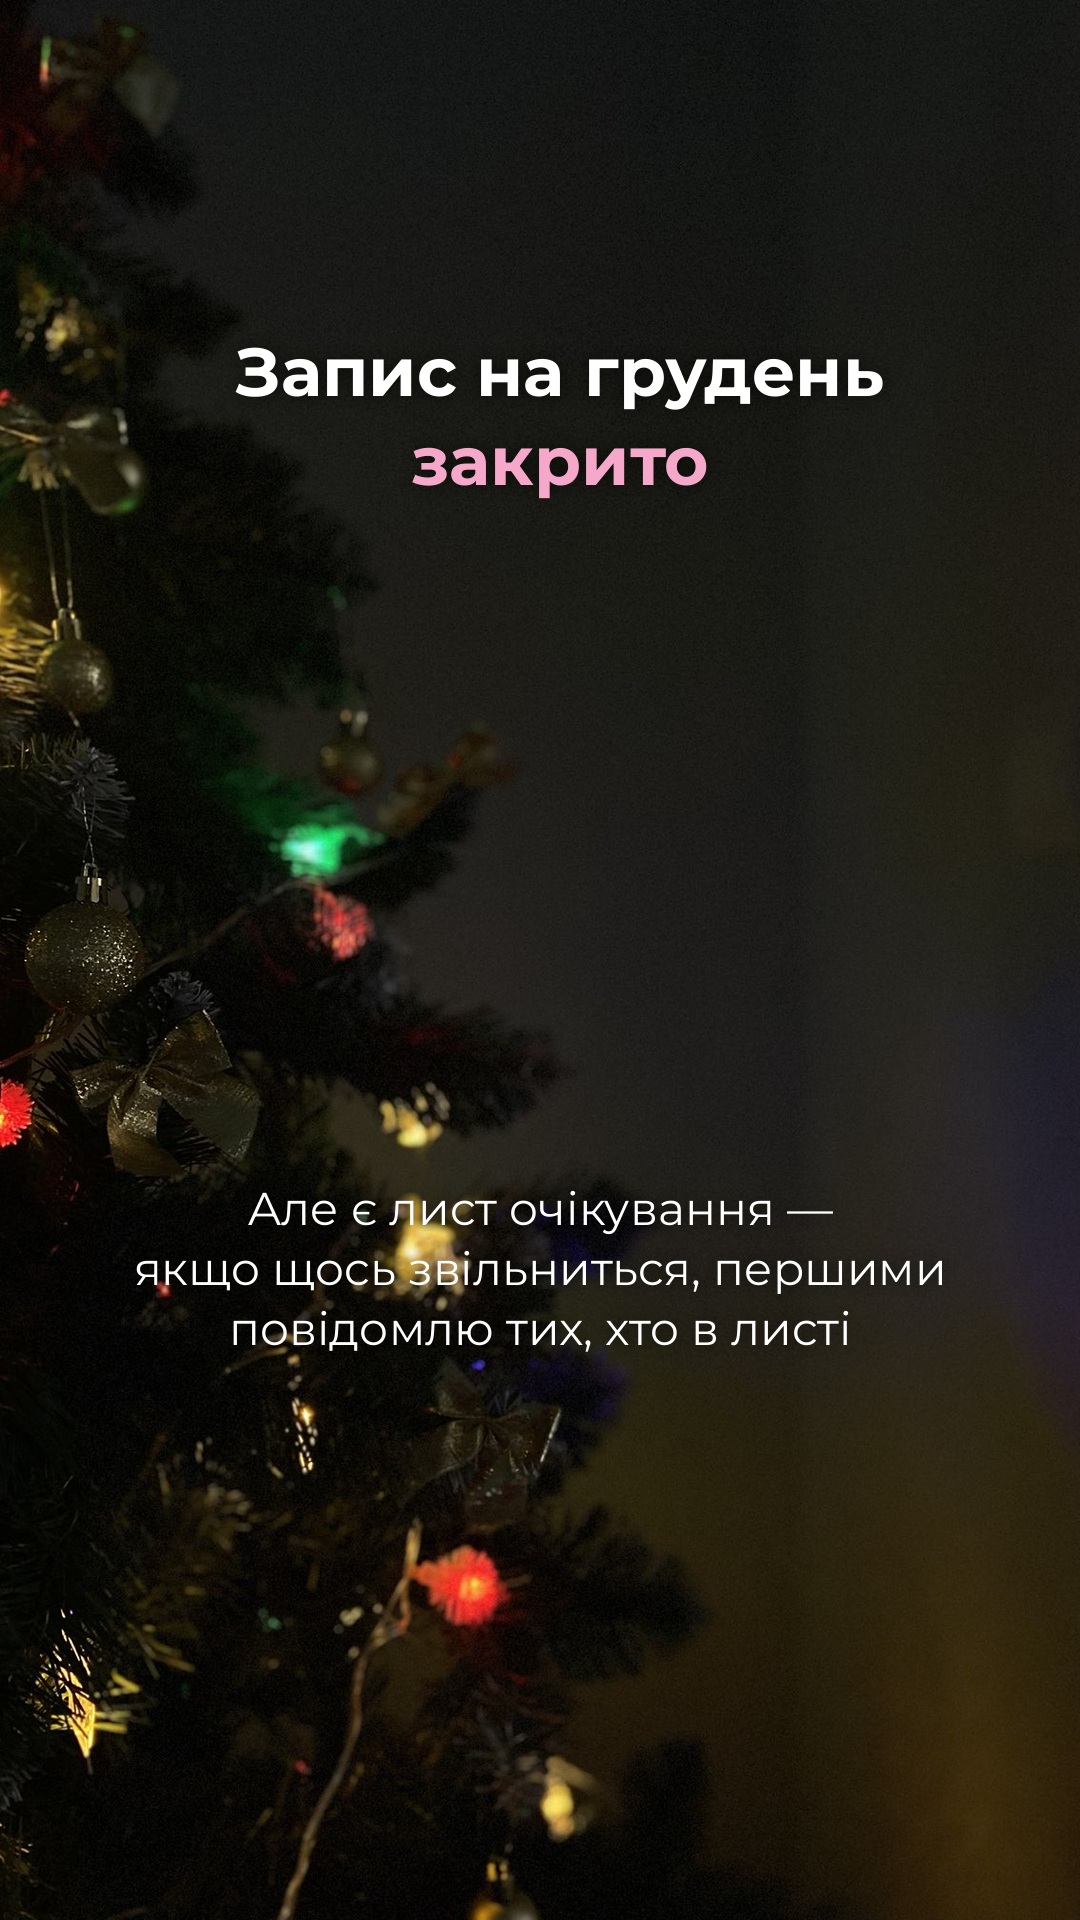 Запис на грудень
закрито
Але є лист очікування —
якщо щось звільниться, першими
повідомлю тих, хто в листі